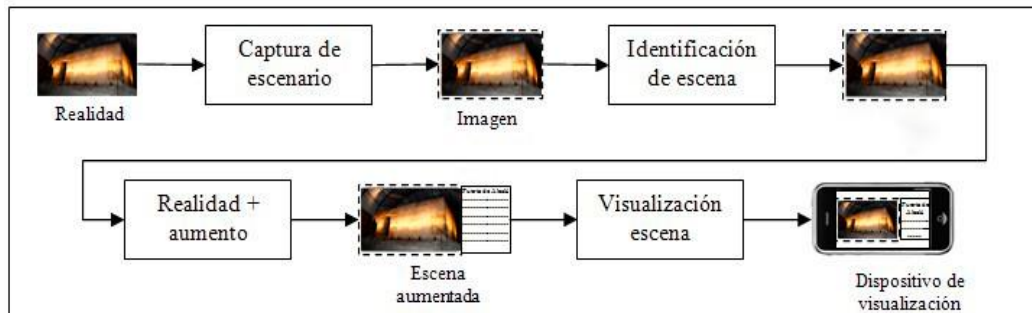 Captura de
escenario
Identificación
de escena
Realidad
Imagen
Realidad +
aumento
Visualización
escena
Escena
aumentada
Dispositivo de
visualización